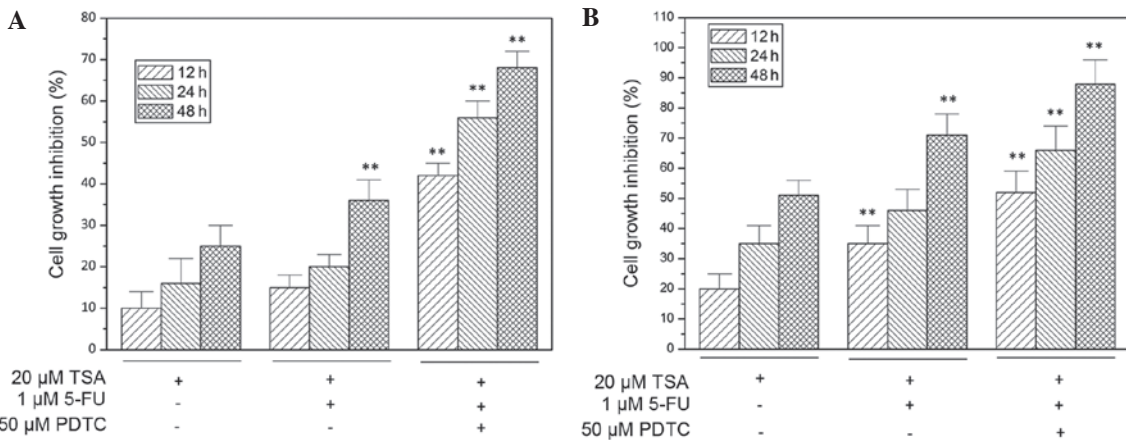 A
80
70
60
50
40
30
20
10
0
Cell growth inhibition (%)
12 h
24 h
48 h
**
**
**
**
20 µM TSA + + +
1 µM 5-FU - + +
50 µM PDTC - - +
B
110
100
90
80
70
60
50
40
30
20
10
0
Cell growth inhibition (%)
12 h
24 h
48 h
**
**
**
**
**
20 µM TSA + + +
1 µM 5-FU - + +
50 µM PDTC - - +